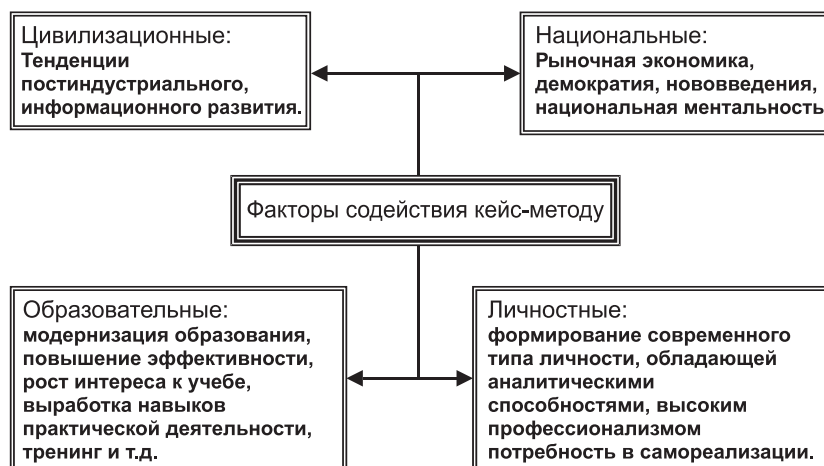 Цивилизационные:
Тенденции
постиндустриального,
информационного развития.
Национальные:
Рыночная экономика,
демократия, нововведения,
национальная ментальность
Факторы содействия кейс-методу
Образовательные:
модернизация образования,
повышение эффективности,
рост интереса к учебе,
выработка навыков
практической деятельности,
тренинг и т.д.
Личностные:
формирование современного
типа личности, обладающей
аналитическими
способностями, высоким
профессионализмом
потребность в самореализации.